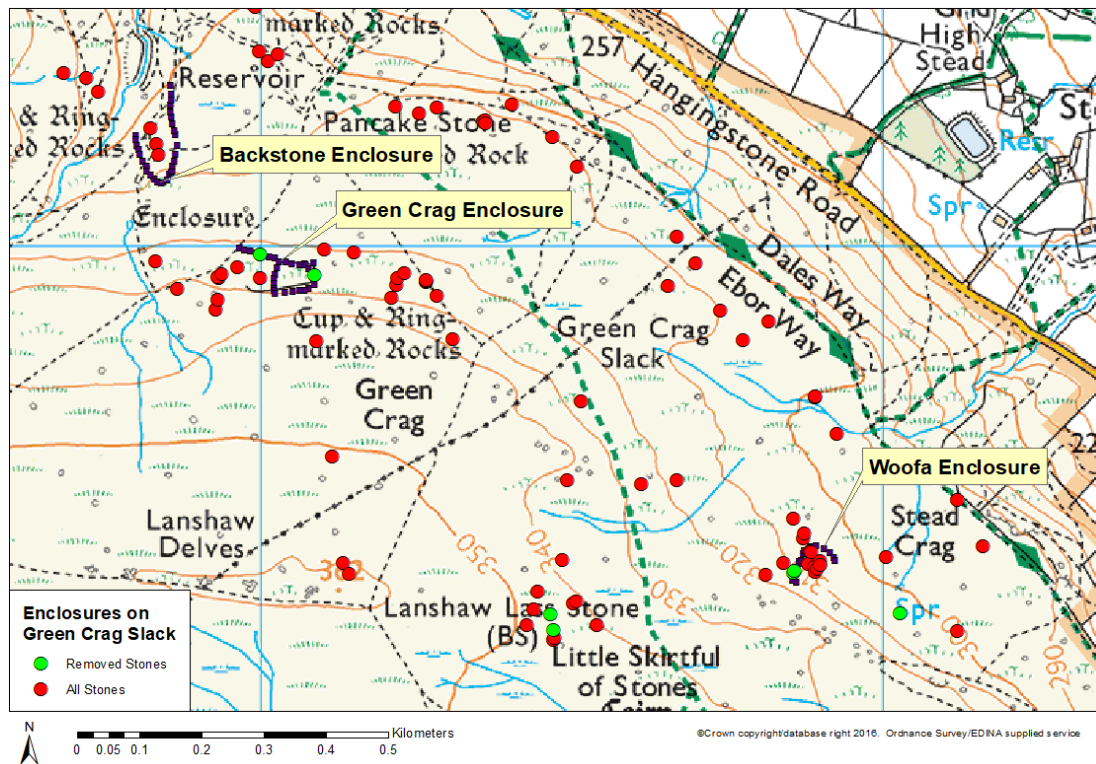 marked Rocks
Reservoir
257
High
Stead
Hangingstone Road
Pancake Stone
d Rock
& Ring-
ed Rocks
Backstone Enclosure
Resr
Spr
Enclosure
Green Crag Enclosure
Dales Way
Ebor Way
Cup & Ring-
marked Rocks
Green Crag
Slack
Green
Crag
Woofa Enclosure
Stead
Crag
Lanshaw
Delves
350
340
330
320
300
290
Spr
Lanshaw Lass Stone
(BS)
Little Skirtful
of Stones
Cairn
Enclosures on
Green Crag Slack
Removed Stones
All Stones
N
Kilometers
0 0.05 0.1 0.2 0.3 0.4 0.5
©Crown copyright/database right 2016. Ordnance Survey/EDINA supplied service